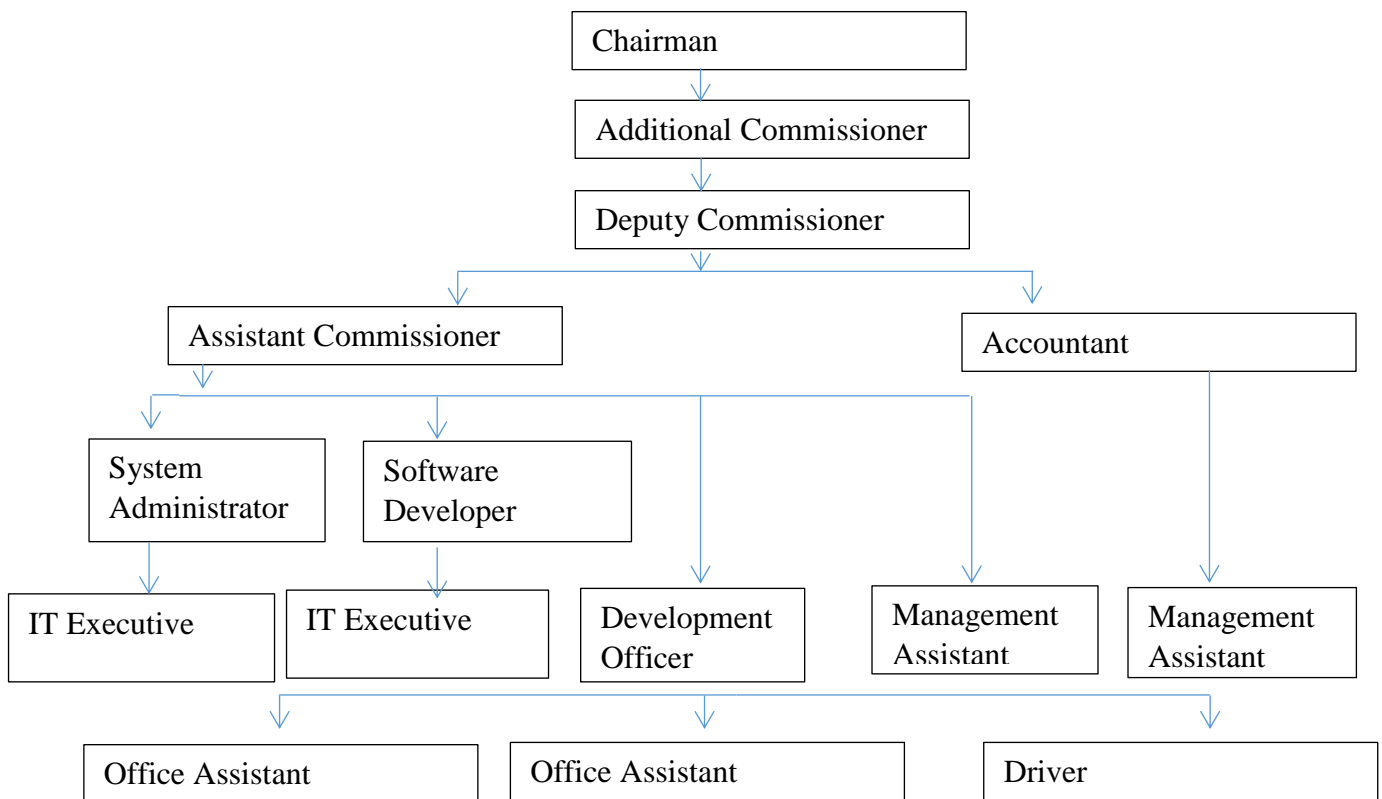 Chairman
Additional Commissioner
Deputy Commissioner
Assistant Commissioner
Accountant
System
Administrator
Software
Developer
IT Executive
IT Executive
Development
Officer
Management
Assistant
Management
Assistant
Office Assistant
Office Assistant
Driver